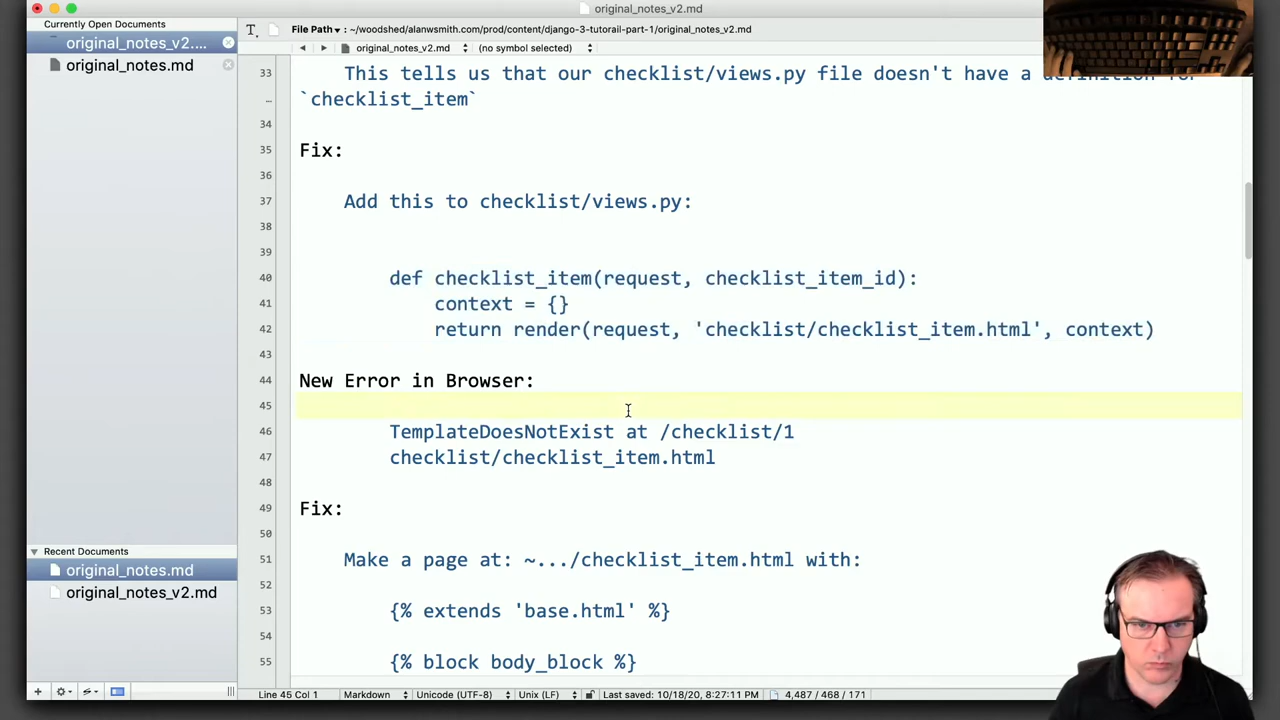 original_notes_v2.md
Currently Open Documents
original_notes_v2....
original_notes.md
File Path ▾ : ~/woodshed/alanwsmith/prod/content/django-3-tutorail-part-1/original_notes_v2.md
original_notes_v2.md
(no symbol selected)
33 This tells us that our checklist/views.py file doesn't have a definition for
… `checklist_item`
34
35 Fix:
36
37 Add this to checklist/views.py:
38
39
40 def checklist_item(request, checklist_item_id):
41 context = {}
42 return render(request, 'checklist/checklist_item.html', context)
43
44 New Error in Browser:
45
46 TemplateDoesNotExist at /checklist/1
47 checklist/checklist_item.html
48
49 Fix:
50
51 Make a page at: ~.../checklist_item.html with:
52
53 {% extends 'base.html' %}
54
55 {% block body_block %}
Recent Documents
original_notes.md
original_notes_v2.md
Line 45 Col 1
Markdown
Unicode (UTF-8)
Unix (LF)
Last saved: 10/18/20, 8:27:11 PM
4,487 / 468 / 171